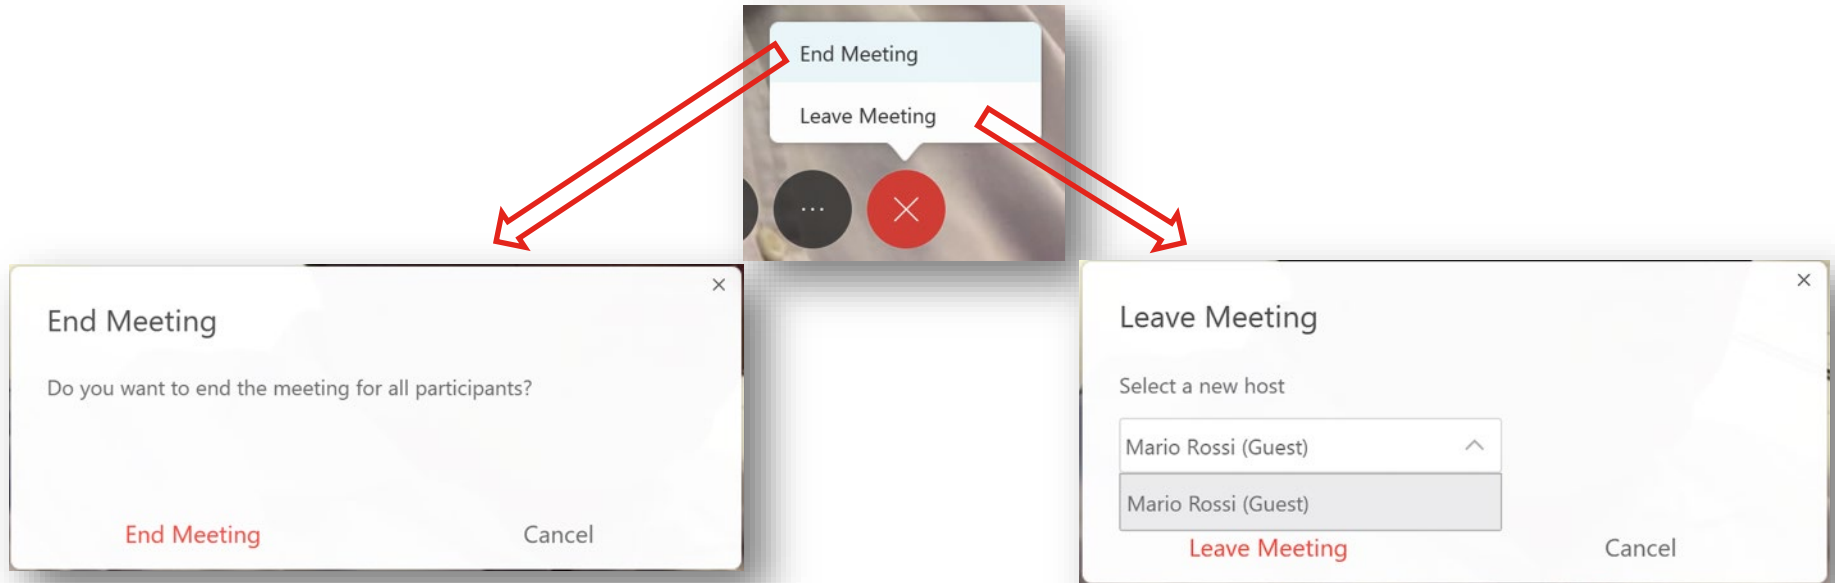 End Meeting
Leave Meeting
End Meeting
Do you want to end the meeting for all participants?
End Meeting
Cancel
Leave Meeting
Select a new host
Mario Rossi (Guest)
Mario Rossi (Guest)
Leave Meeting
Cancel